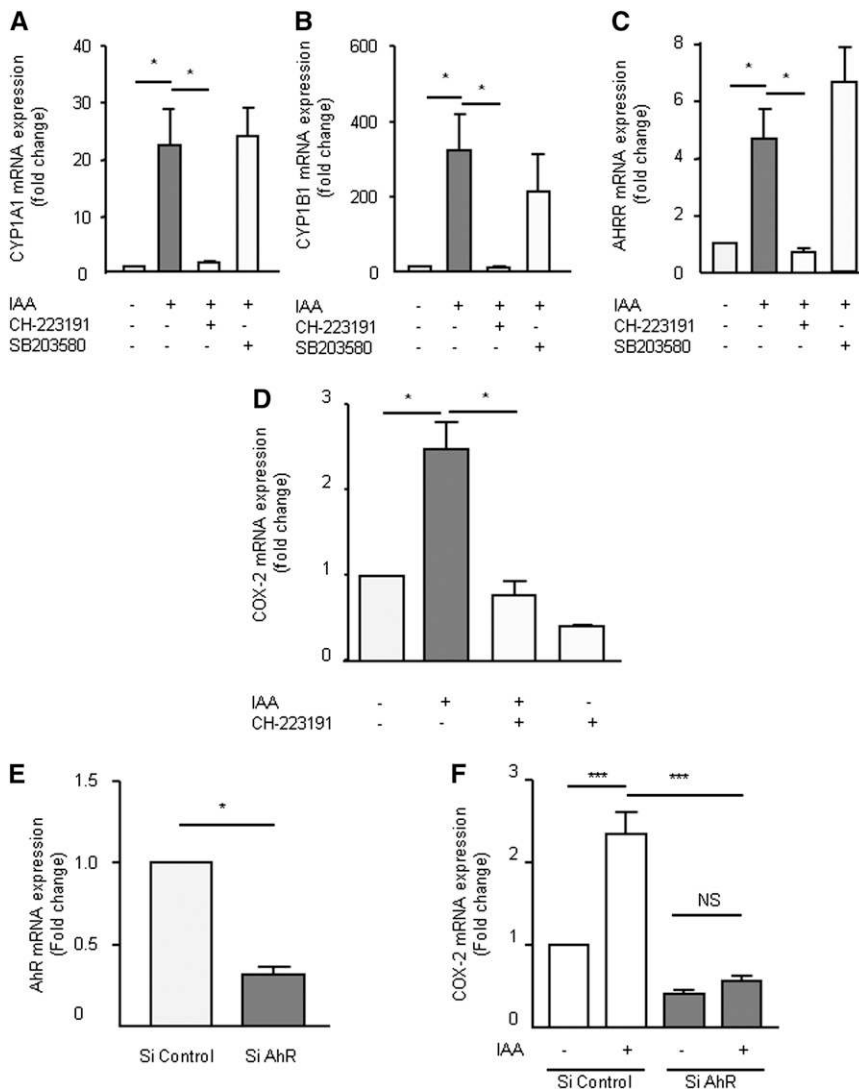 A
CYP1A1 mRNA expression
(fold change)
40
30
20
10
0
* *
IAA - + + +
CH-223191 - - + -
SB203580 - - - +
B
CYP1B1 mRNA expression
(fold change)
600
400
200
0
* *
IAA - + + +
CH-223191 - - + -
SB203580 - - - +
C
AHRR mRNA expression
(fold change)
8
6
4
2
0
* *
IAA - + + +
CH-223191 - - + -
SB203580 - - - +
D
COX-2 mRNA expression
(fold change)
3
2
1
0
* *
IAA - + + -
CH-223191 - - + +
E
AhR mRNA expression
(Fold change)
1.5
1.0
0.5
0
*
Si Control Si AhR
F
COX-2 mRNA expression
(Fold change)
3
2
1
0
*** ***
NS
IAA - + - +
Si Control Si AhR